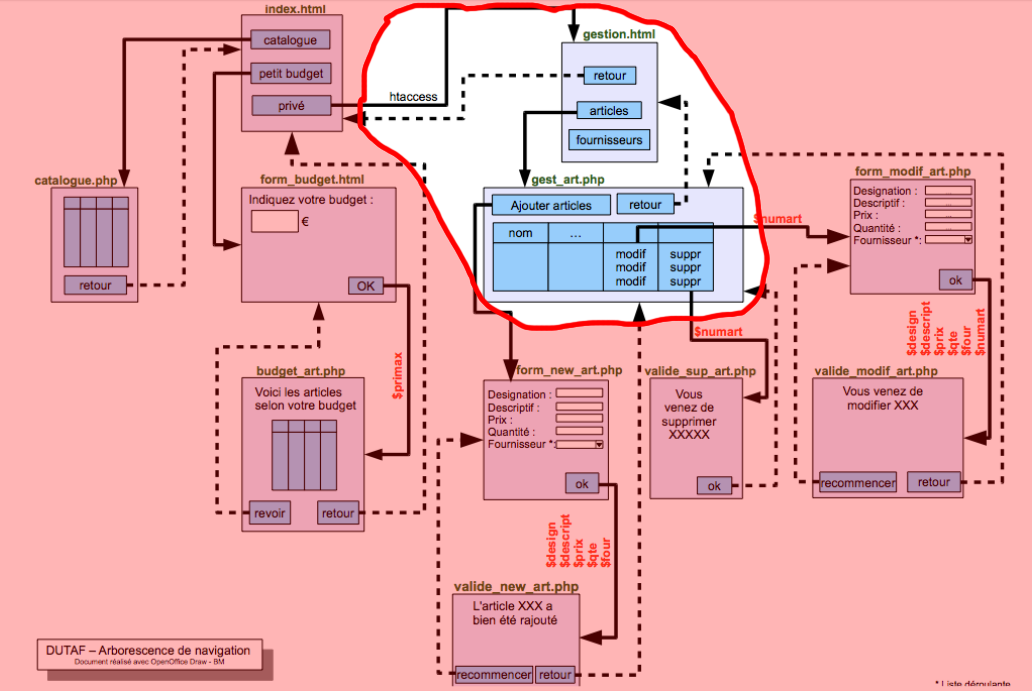 index.html
catalogue
petit budget
privé
htaccess
gestion.html
retour
articles
fournisseurs
catalogue.php
retour
form_budget.html
Indiquez votre budget :
€
OK
$primax
budget_art.php
Voici les articles
selon votre budget
revoir
retour
gest_art.php
Ajouter articles
retour
nom
...
modif
suppr
modif
suppr
modif
suppr
$numart
$numart
form_modif_art.php
Designation :
Descriptif :
Prix :
Quantité :
Fournisseur *:
ok
$design
$descript
$prix
$qte
$four
$numart
form_new_art.php
Designation :
Descriptif :
Prix :
Quantité :
Fournisseur *:
ok
$design
$descript
$prix
$qte
$four
valide_sup_art.php
Vous
venez de
supprimer
XXXXX
ok
valide_modif_art.php
Vous venez de
modifier XXX
recommencer
retour
valide_new_art.php
L'article XXX a
bien été rajouté
recommencer
retour
DUTAF – Arborescence de navigation
Document réalisé avec OpenOffice Draw - BM
* Liste déroulante